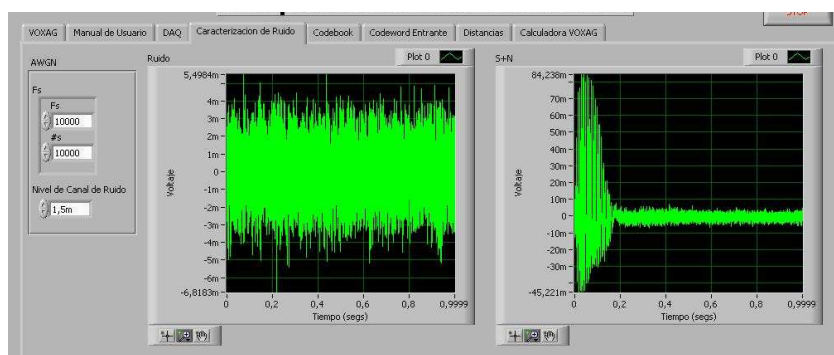 STOP
VOXAG Manual de Usuario DAQ Caracterizacion de Ruido Codebook Codeword Entrante Distancias Calculadora VOXAG
AWGN
Fs
Fs
10000
#s
10000
Nivel de Canal de Ruido
1,5m
Ruido
Plot 0
Voltaje
5,4984m
4m
3m
2m
1m
0
-1m
-2m
-3m
-4m
-5m
-6m
-6,8183m
0 0,2 0,4 0,6 0,8 0,9999
Tiempo (segs)
S+N
Plot 0
Voltaje
84,238m
70m
60m
50m
40m
30m
20m
10m
0
-10m
-20m
-30m
-45,221m
0 0,2 0,4 0,6 0,8 0,9999
Tiempo (segs)